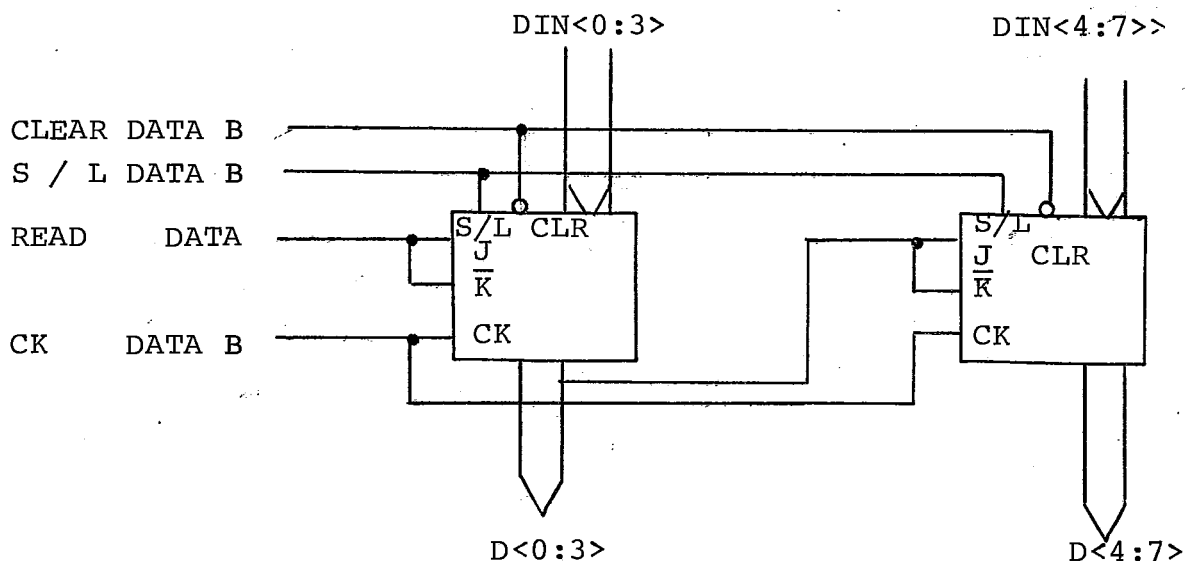 DIN<0:3>
DIN<4:7>>
CLEAR DATA B
S / L DATA B
READ DATA
CK DATA B
S/L CLR
J
K̅
CK
S/L
CLR
J
K̅
CK
D<0:3>
D<4:7>